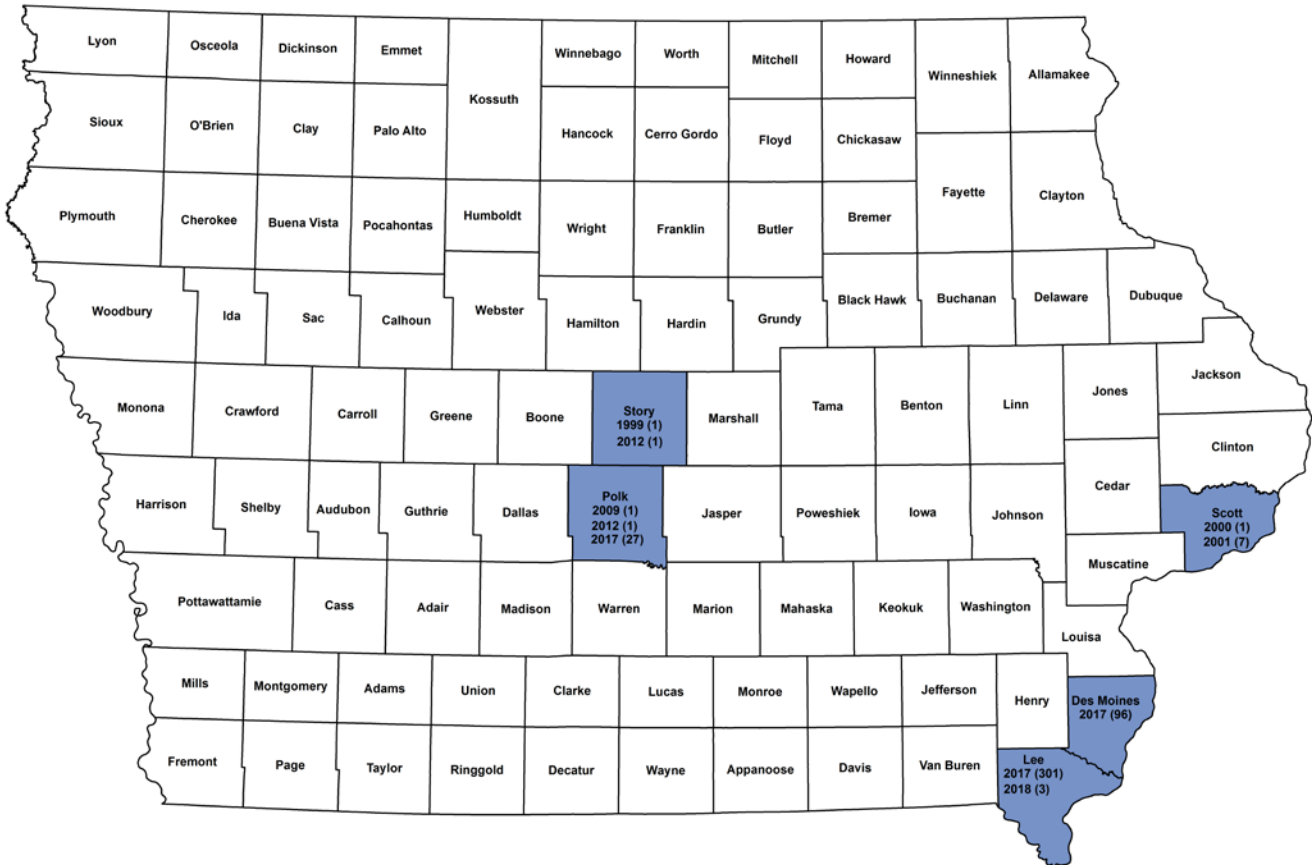 Lyon
Osceola
Dickinson
Emmet
Kossuth
Winnebago
Worth
Mitchell
Howard
Winneshiek
Allamakee
Sioux
O'Brien
Clay
Palo Alto
Hancock
Cerro Gordo
Floyd
Chickasaw
Fayette
Clayton
Plymouth
Cherokee
Buena Vista
Pocahontas
Humboldt
Wright
Franklin
Butler
Bremer
Woodbury
Ida
Sac
Calhoun
Webster
Hamilton
Hardin
Grundy
Black Hawk
Buchanan
Delaware
Dubuque
Monona
Crawford
Carroll
Greene
Boone
Story
1999 (1)
2012 (1)
Marshall
Tama
Benton
Linn
Jones
Jackson
Clinton
Harrison
Shelby
Audubon
Guthrie
Dallas
Polk
2009 (1)
2012 (1)
2017 (27)
Jasper
Poweshiek
Iowa
Johnson
Cedar
Scott
2000 (1)
2001 (7)
Muscatine
Pottawattamie
Cass
Adair
Madison
Warren
Marion
Mahaska
Keokuk
Washington
Louisa
Mills
Montgomery
Adams
Union
Clarke
Lucas
Monroe
Wapello
Jefferson
Henry
Des Moines
2017 (96)
Fremont
Page
Taylor
Ringgold
Decatur
Wayne
Appanoose
Davis
Van Buren
Lee
2017 (301)
2018 (3)